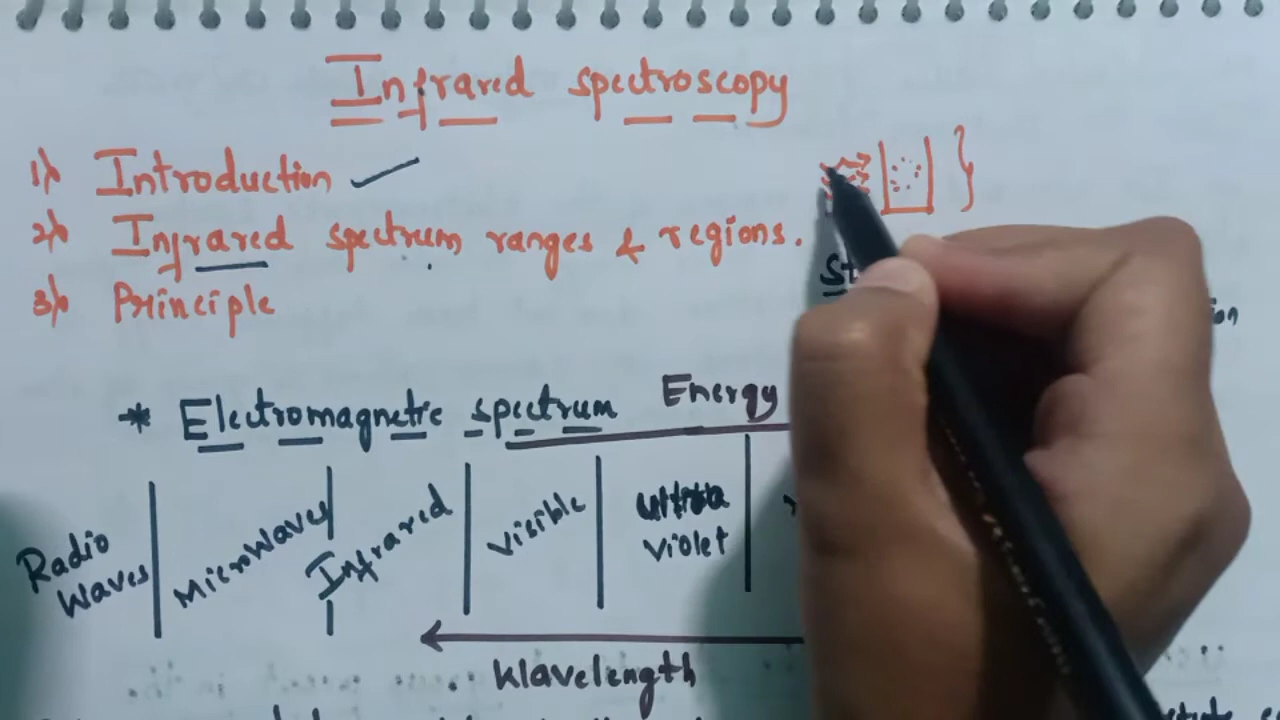 Infrared spectroscopy
1) Introduction
2) Infrared spectrum ranges & regions.
3) Principle
* Electromagnetic spectrum
Energy
Radio Waves
MicroWaves
Infrared
Visible
Ultra Violet
Wavelength